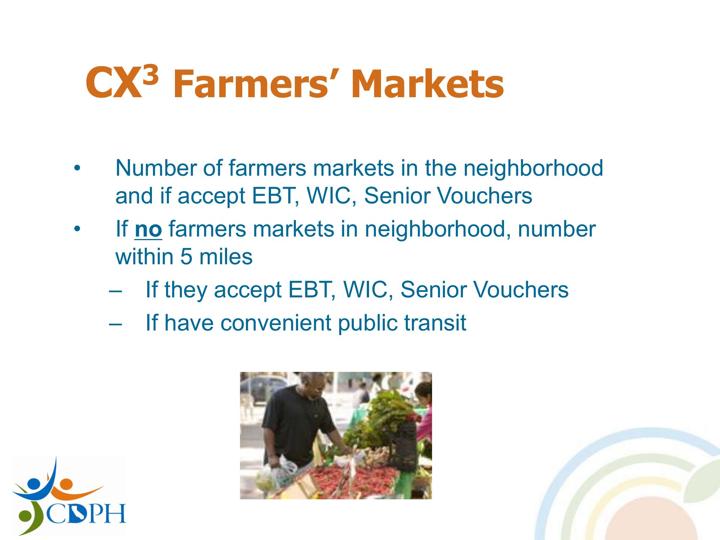 CX³ Farmers’ Markets
• Number of farmers markets in the neighborhood
and if accept EBT, WIC, Senior Vouchers
• If no farmers markets in neighborhood, number
within 5 miles
– If they accept EBT, WIC, Senior Vouchers
– If have convenient public transit
CDPH